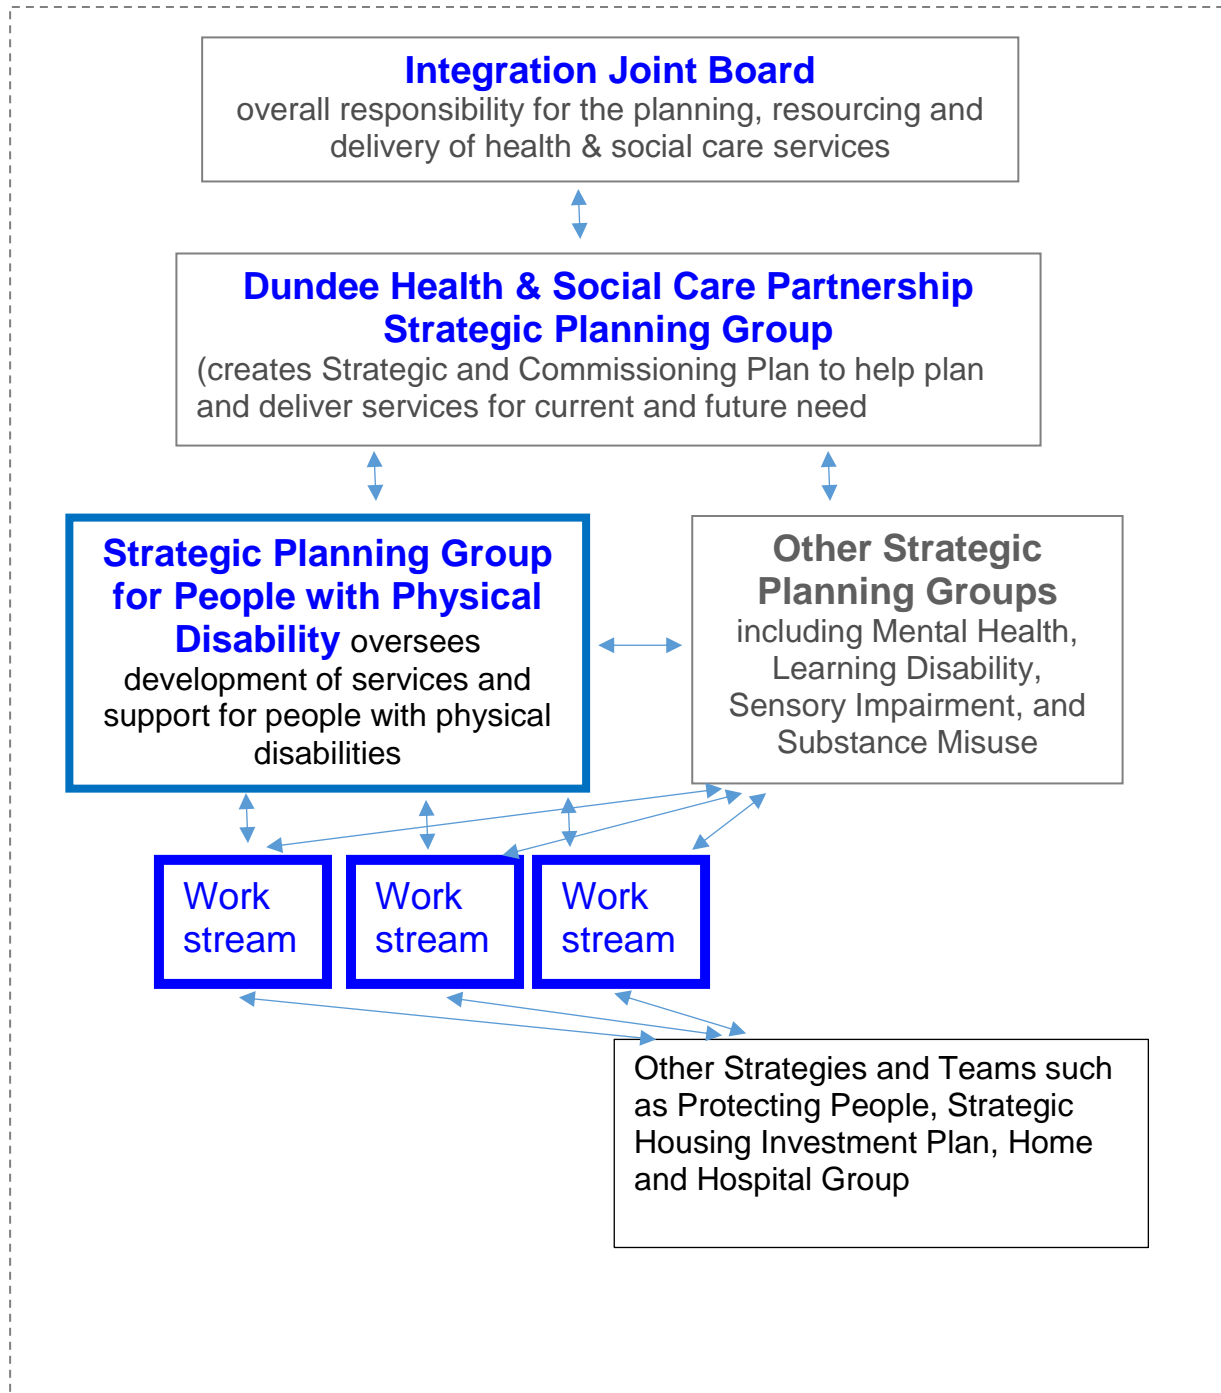 Integration Joint Board
overall responsibility for the planning, resourcing and
delivery of health & social care services
Dundee Health & Social Care Partnership
Strategic Planning Group
(creates Strategic and Commissioning Plan to help plan
and deliver services for current and future need
Strategic Planning Group
for People with Physical
Disability oversees
development of services and
support for people with physical
disabilities
Other Strategic
Planning Groups
including Mental Health,
Learning Disability,
Sensory Impairment, and
Substance Misuse
Work
stream
Work
stream
Work
stream
Other Strategies and Teams such
as Protecting People, Strategic
Housing Investment Plan, Home
and Hospital Group